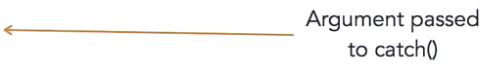 Argument passed
to catch()